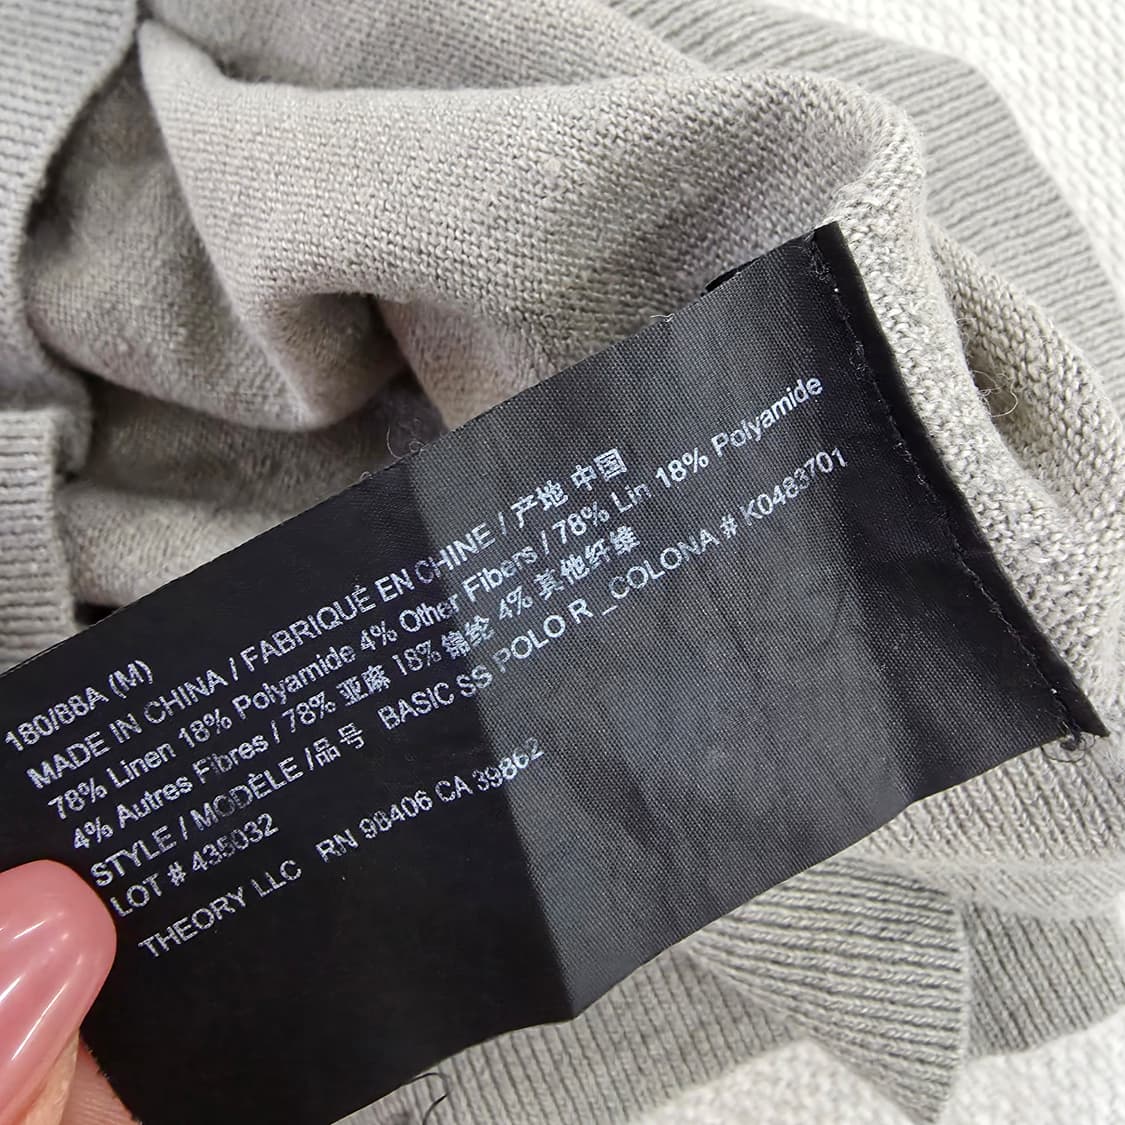 180/88A (M)
MADE IN CHINA / FABRIQUÉ EN CHINE / 产地 中国
78% Linen 18% Polyamide 4% Other Fibers / 78% Lin 18% Polyamide
4% Autres Fibres / 78% 亚麻 18% 锦纶 4% 其他纤维
STYLE / MODÈLE /品号 BASIC SS POLO R _COLONA # K0483701
LOT # 435032
THEORY LLC RN 98406 CA 39862